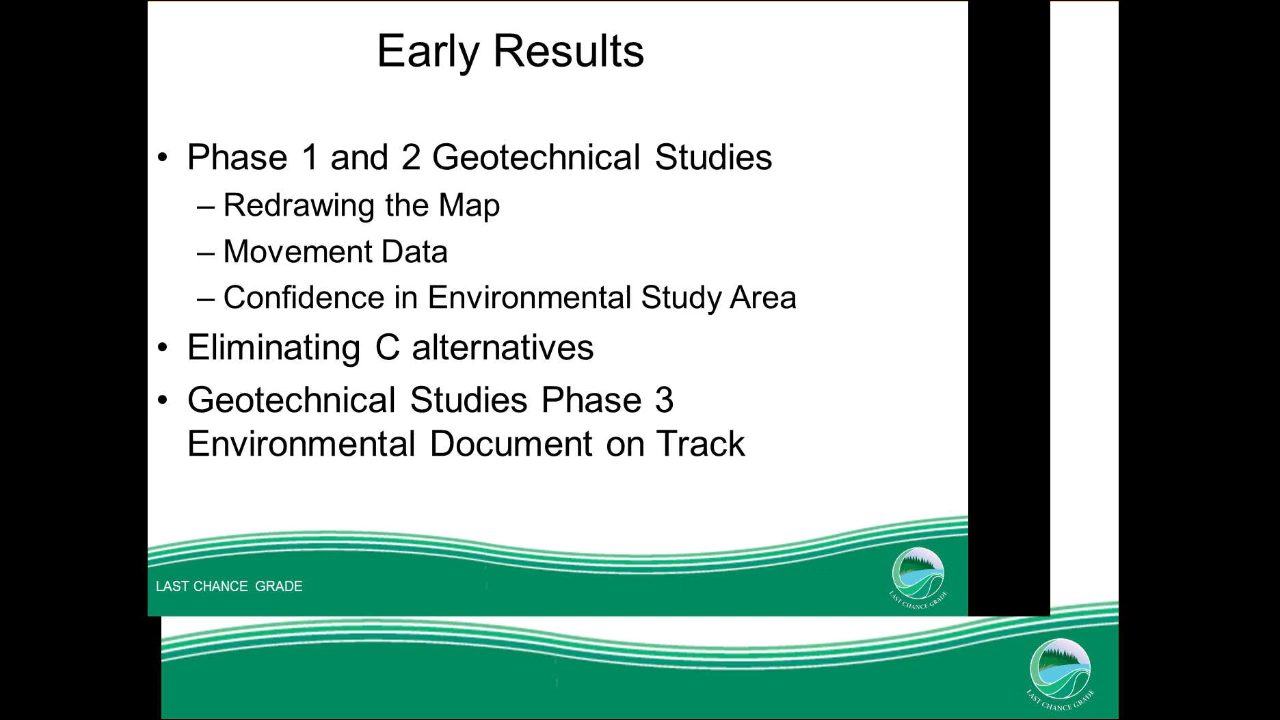 Early Results
• Phase 1 and 2 Geotechnical Studies
– Redrawing the Map
– Movement Data
– Confidence in Environmental Study Area
• Eliminating C alternatives
• Geotechnical Studies Phase 3
Environmental Document on Track
LAST CHANCE GRADE
LAST CHANCE GRADE
LAST CHANCE GRADE